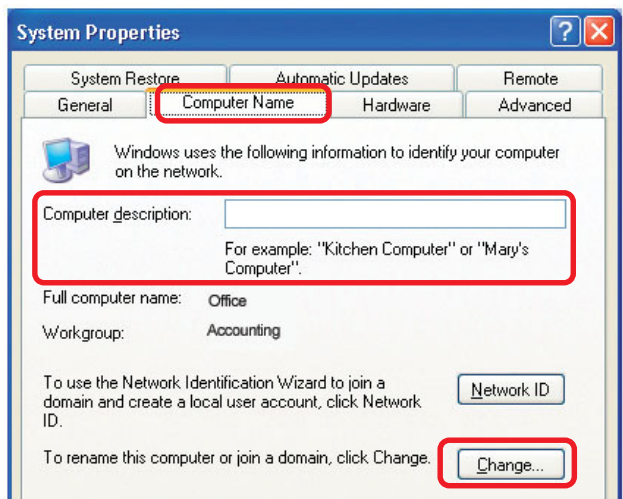 System Properties
System Restore Automatic Updates Remote
General Computer Name Hardware Advanced
Windows uses the following information to identify your computer
on the network.
Computer description:
For example: "Kitchen Computer" or "Mary's
Computer".
Full computer name: Office
Workgroup: Accounting
To use the Network Identification Wizard to join a
domain and create a local user account, click Network
ID.
Network ID
To rename this computer or join a domain, click Change.
Change...